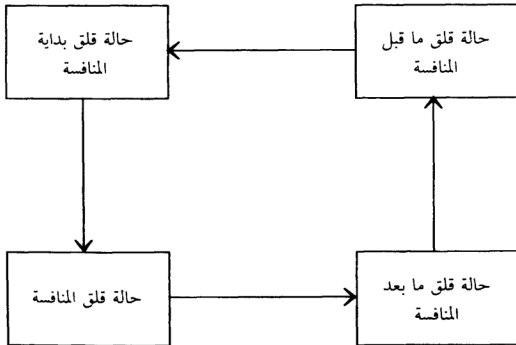 حالة قلق ما قبل
المنافسة
حالة قلق بداية
المنافسة
حالة قلق المنافسة
حالة قلق ما بعد
المنافسة